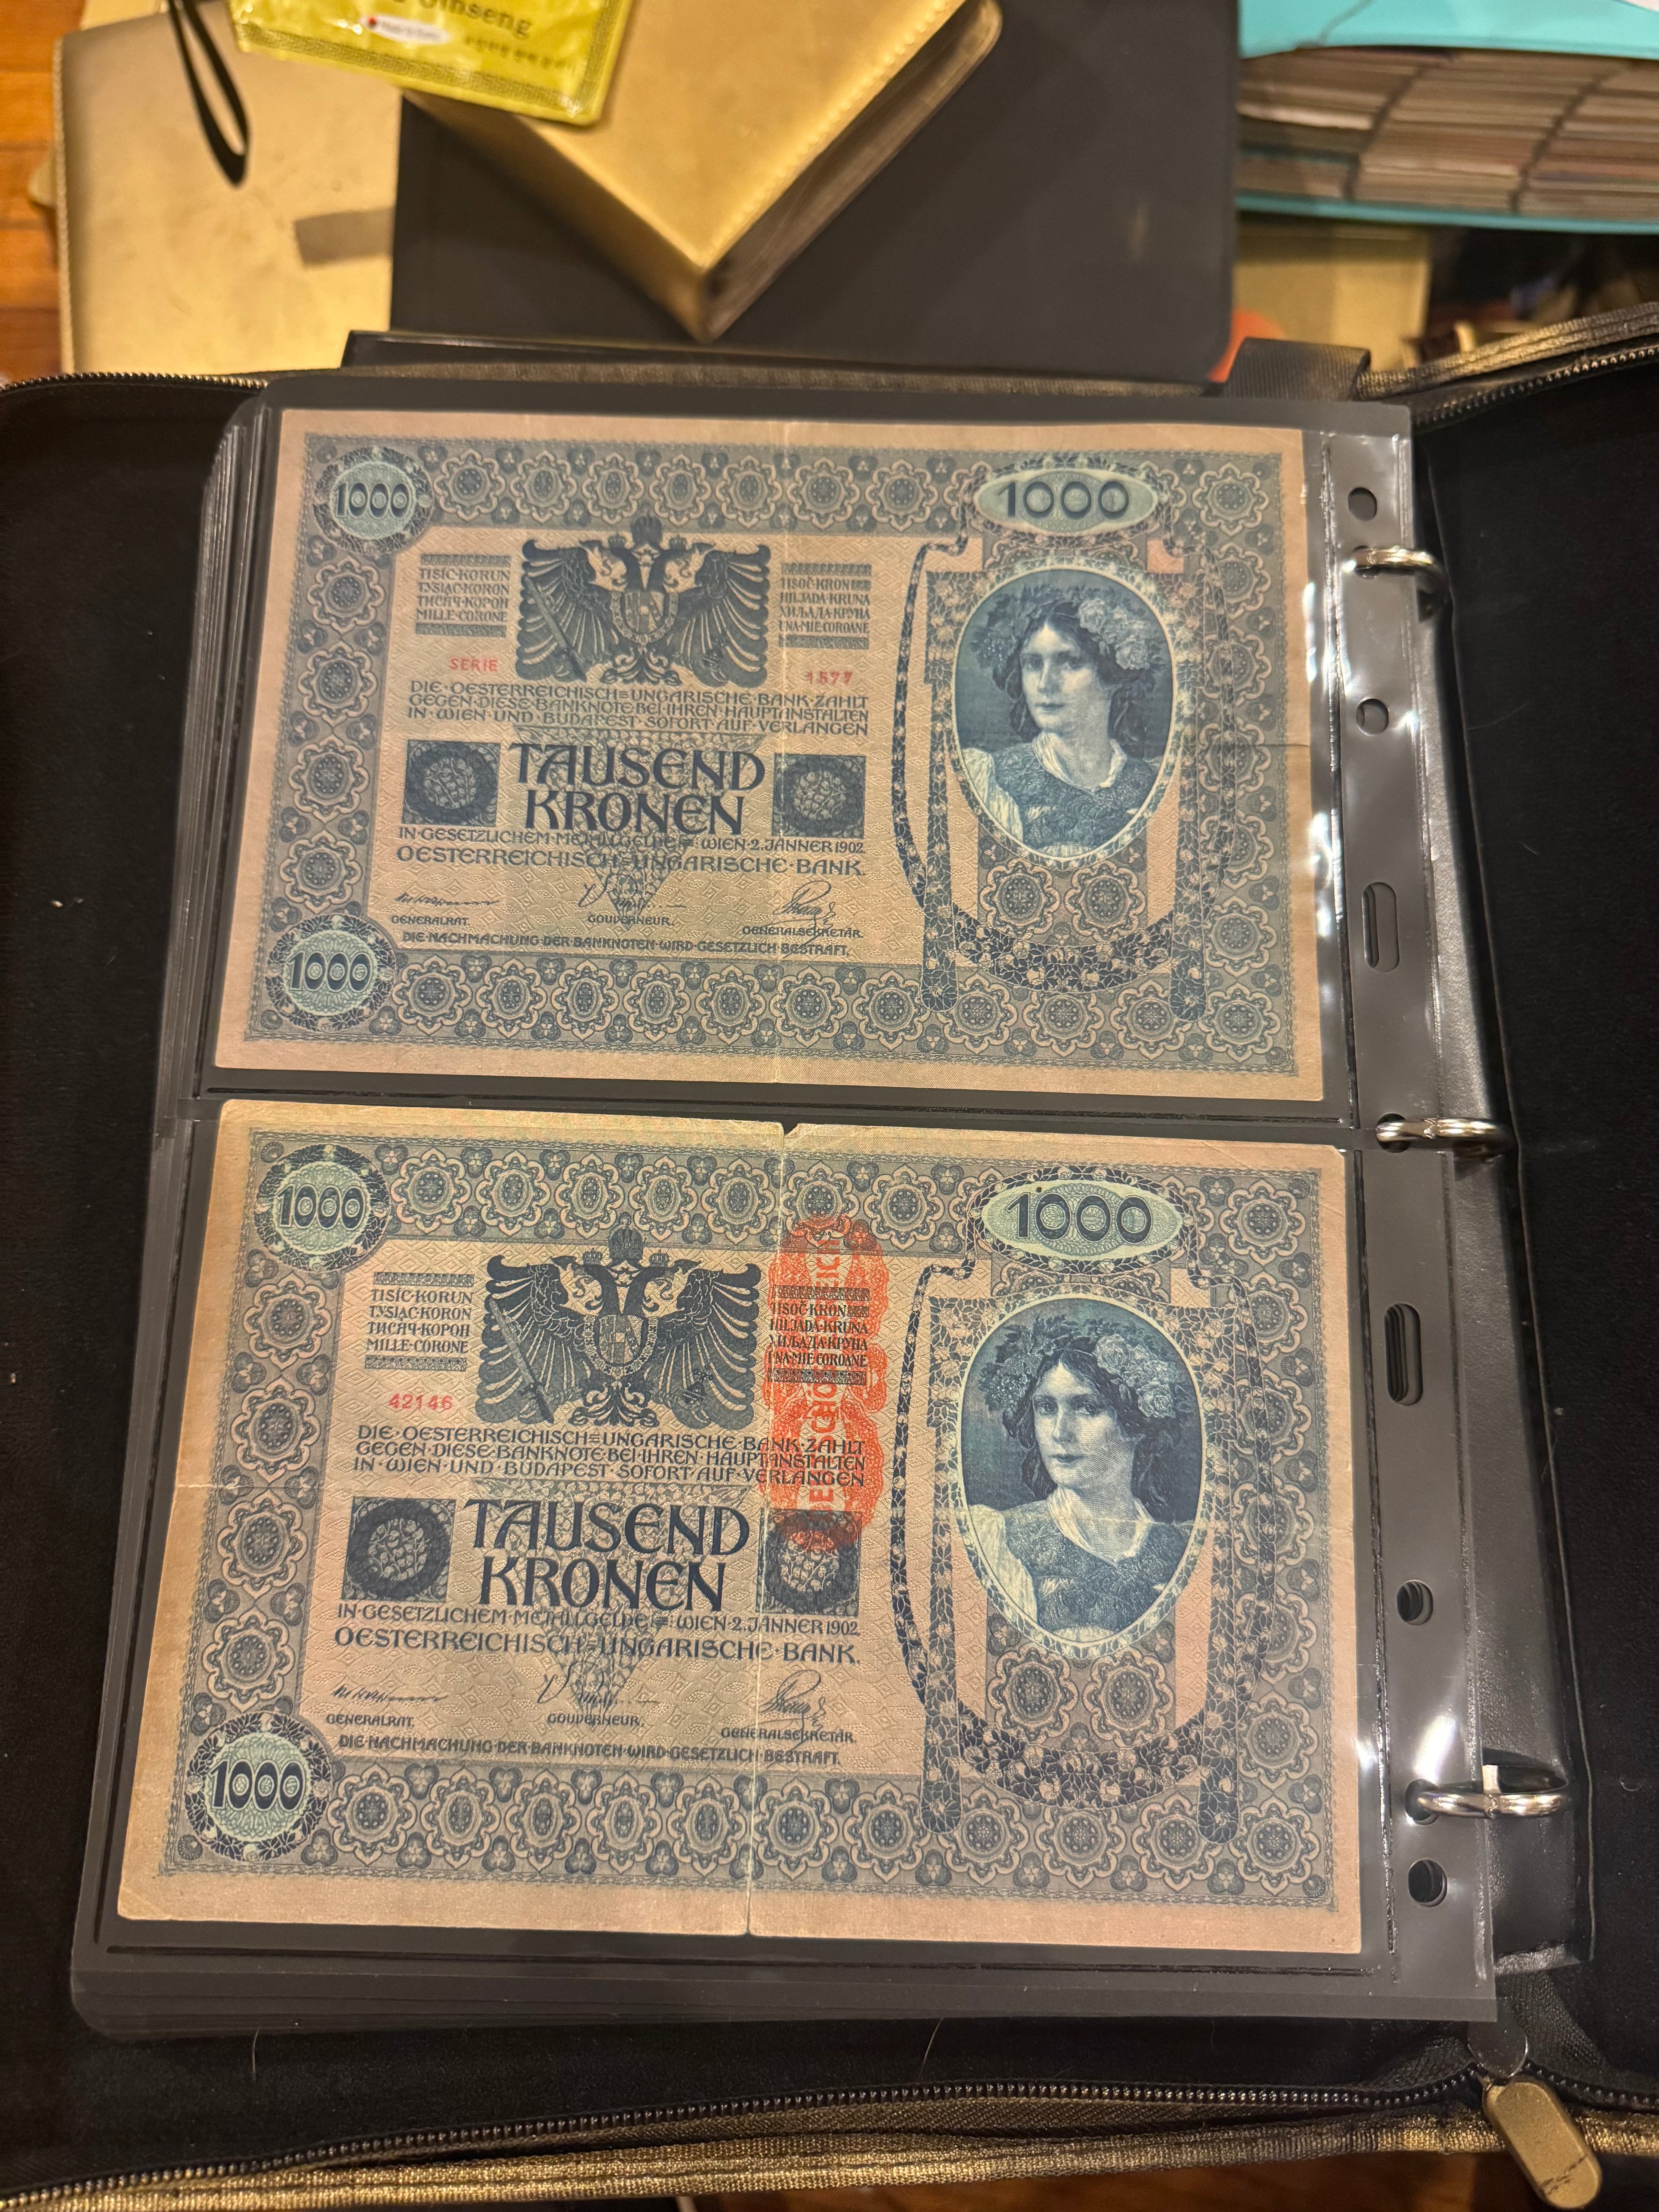 Ginseng
1000
1000
TISÍC·KORUN
TYSIĄC·KORON
ТИСЯЧ·КОРОН
MILLE·CORONE
TISOČ·KRON
HILJADA·KRUNA
ХИЉАДА·КРУНА
UNA·MIE·COROANE
SERIE
1577
DIE·OESTERREICHISCH=UNGARISCHE·BANK·ZAHLT
GEGEN·DIESE·BANKNOTE·BEI·IHREN·HAUPTANSTALTEN
IN·WIEN·UND·BUDAPEST·SOFORT·AUF·VERLANGEN
TAUSEND
KRONEN
IN·GESETZLICHEM·METALLGELDE=:WIEN·2.JÄNNER 1902.
OESTERREICHISCH=UNGARISCHE·BANK.
GENERALRAT.
GOUVERNEUR.
GENERALSEKRETÄR.
DIE·NACHMACHUNG·DER·BANKNOTEN·WIRD·GESETZLICH·BESTRAFT.
1000
1000
1000
TISÍC·KORUN
TYSIĄC·KORON
ТИСЯЧ·КОРОН
MILLE·CORONE
TISOČ·KRON
HILJADA·KRUNA
ХИЉАДА·КРУНА
UNA·MIE·COROANE
42146
DIE·OESTERREICHISCH=UNGARISCHE·BANK·ZAHLT
GEGEN·DIESE·BANKNOTE·BEI·IHREN·HAUPTANSTALTEN
IN·WIEN·UND·BUDAPEST·SOFORT·AUF·VERLANGEN
TAUSEND
KRONEN
IN·GESETZLICHEM·METALLGELDE=:WIEN·2.JÄNNER 1902.
OESTERREICHISCH=UNGARISCHE·BANK.
GENERALRAT.
GOUVERNEUR.
GENERALSEKRETÄR.
DIE·NACHMACHUNG·DER·BANKNOTEN·WIRD·GESETZLICH·BESTRAFT.
1000